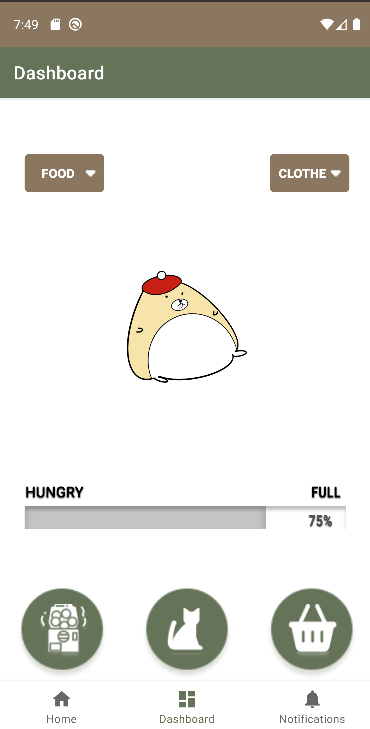 7:49
Dashboard
FOOD
CLOTHE
HUNGRY FULL
75%
Home Dashboard Notifications